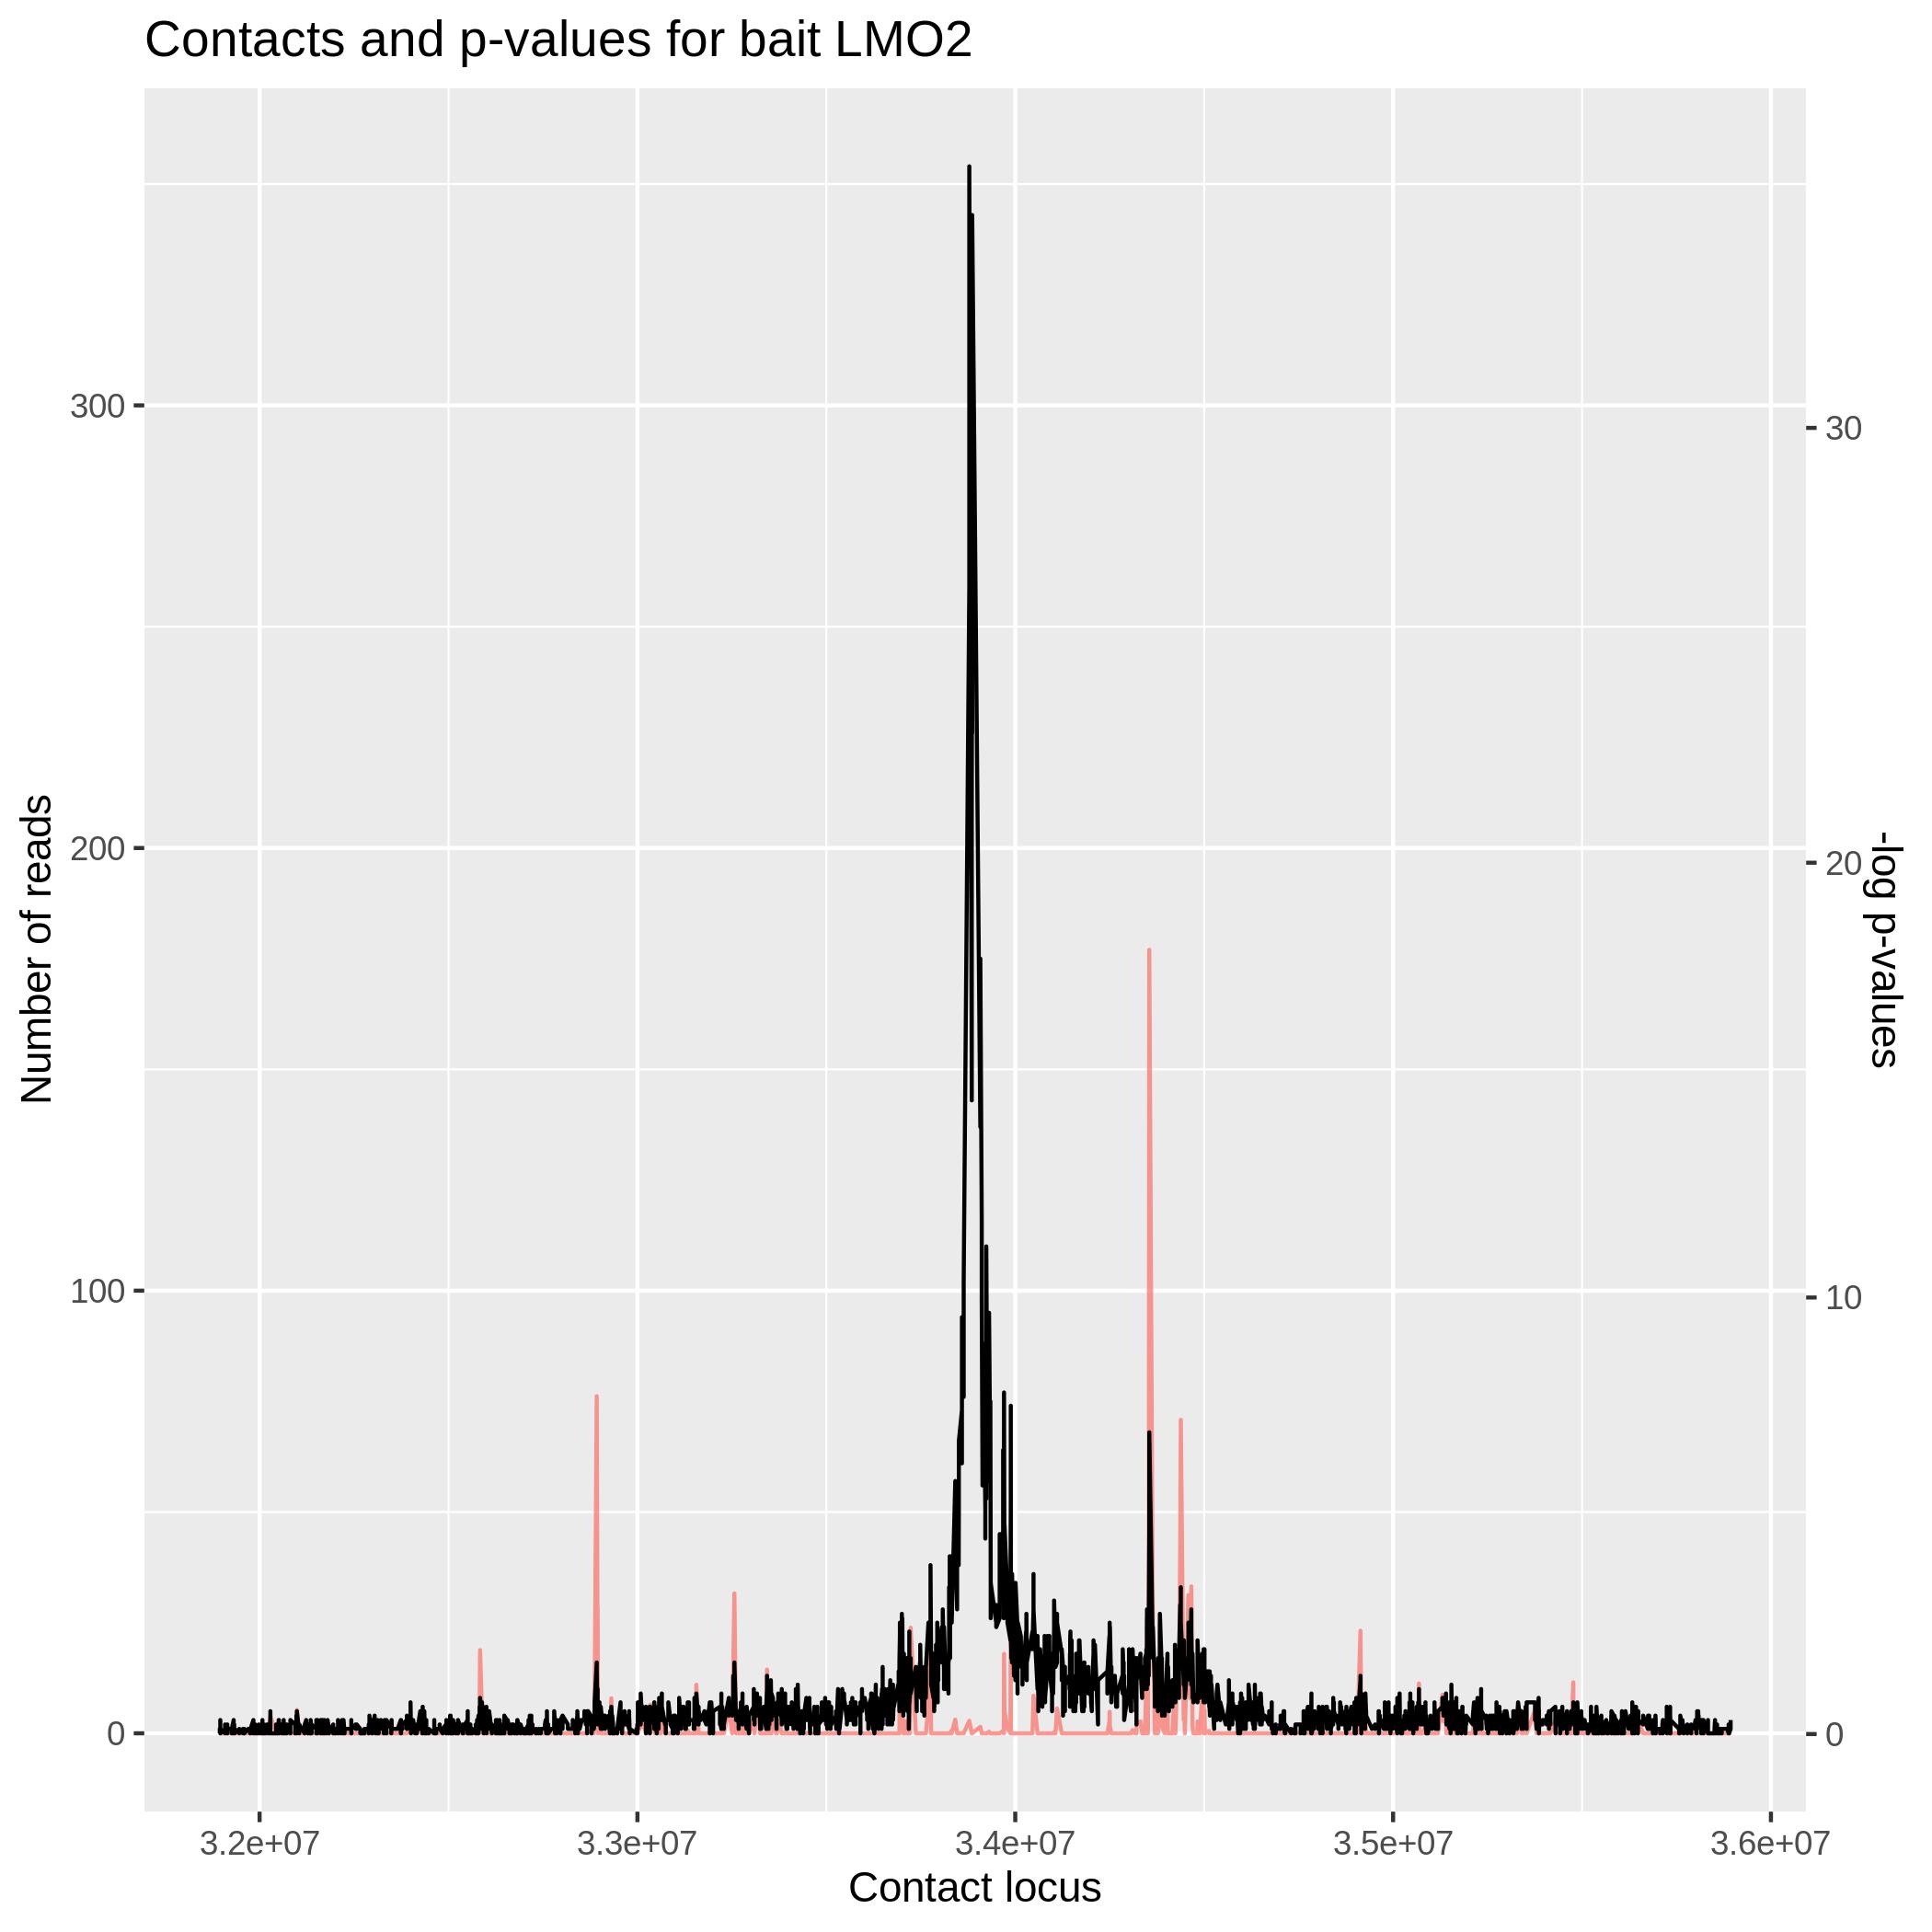 Contacts and p-values for bait LMO2
Number of reads
300
200
100
0
30
20
10
0
-log p-values
3.2e+07
3.3e+07
3.4e+07
3.5e+07
3.6e+07
Contact locus